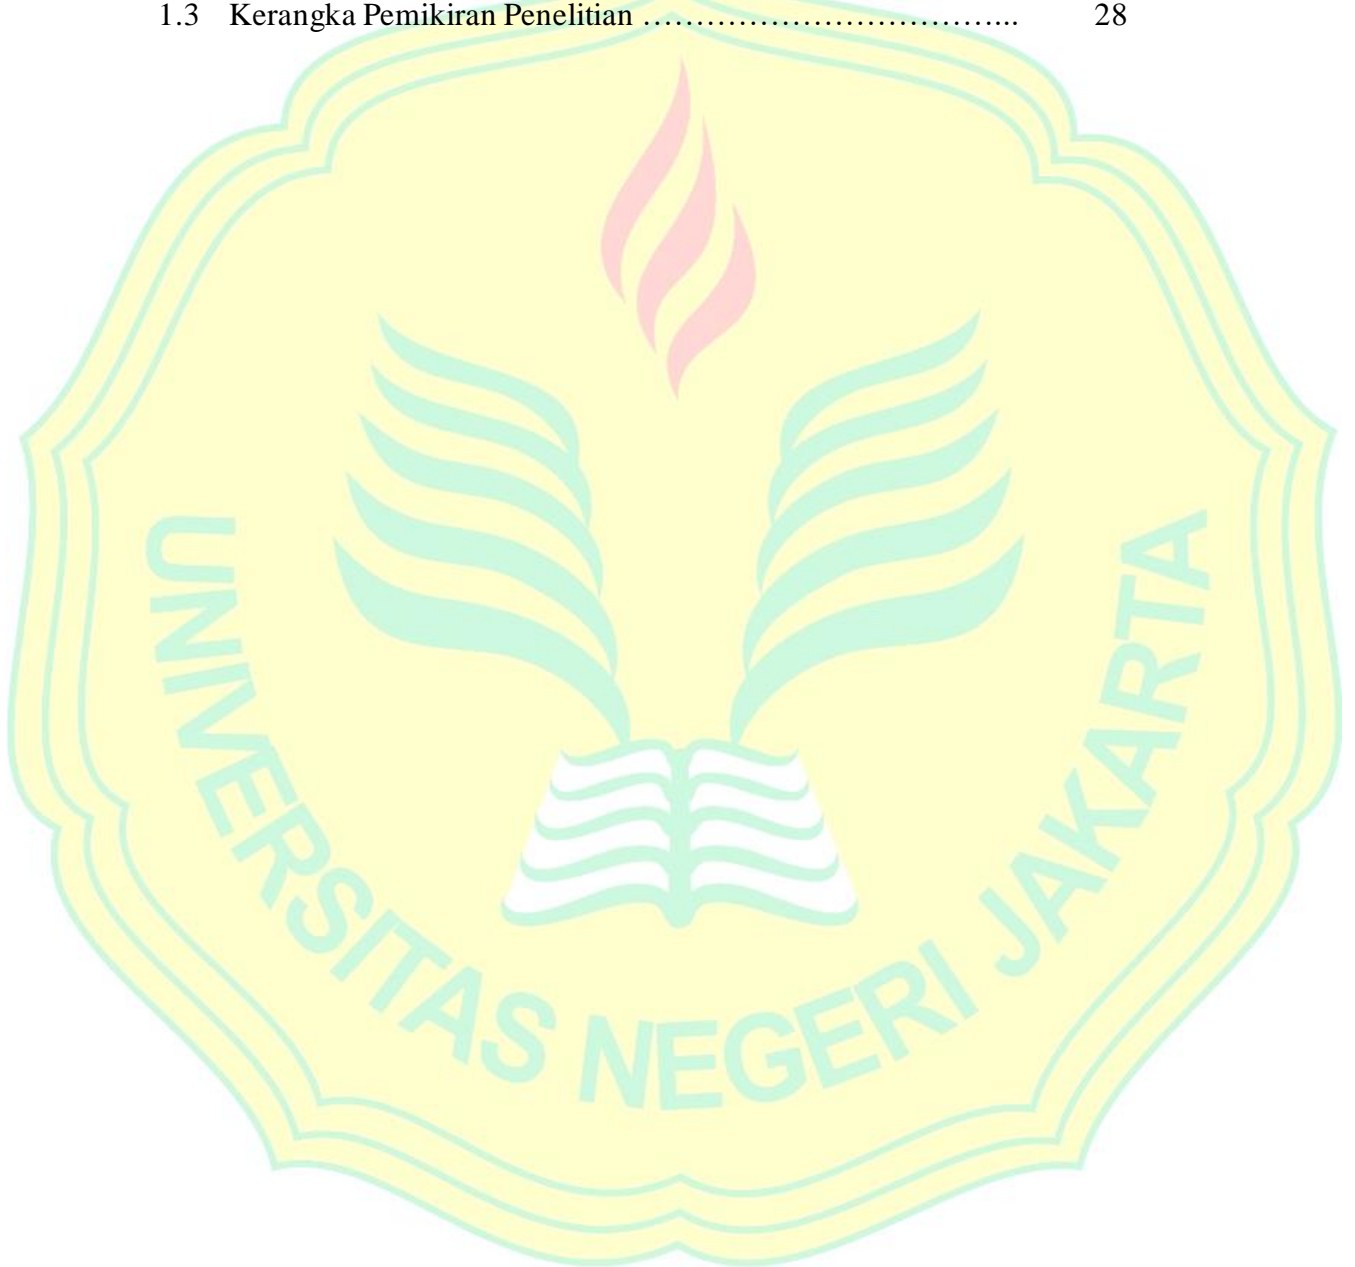 1.3 Kerangka Pemikiran Penelitian ……………………………... 28
UNIVERSITAS NEGERI JAKARTA